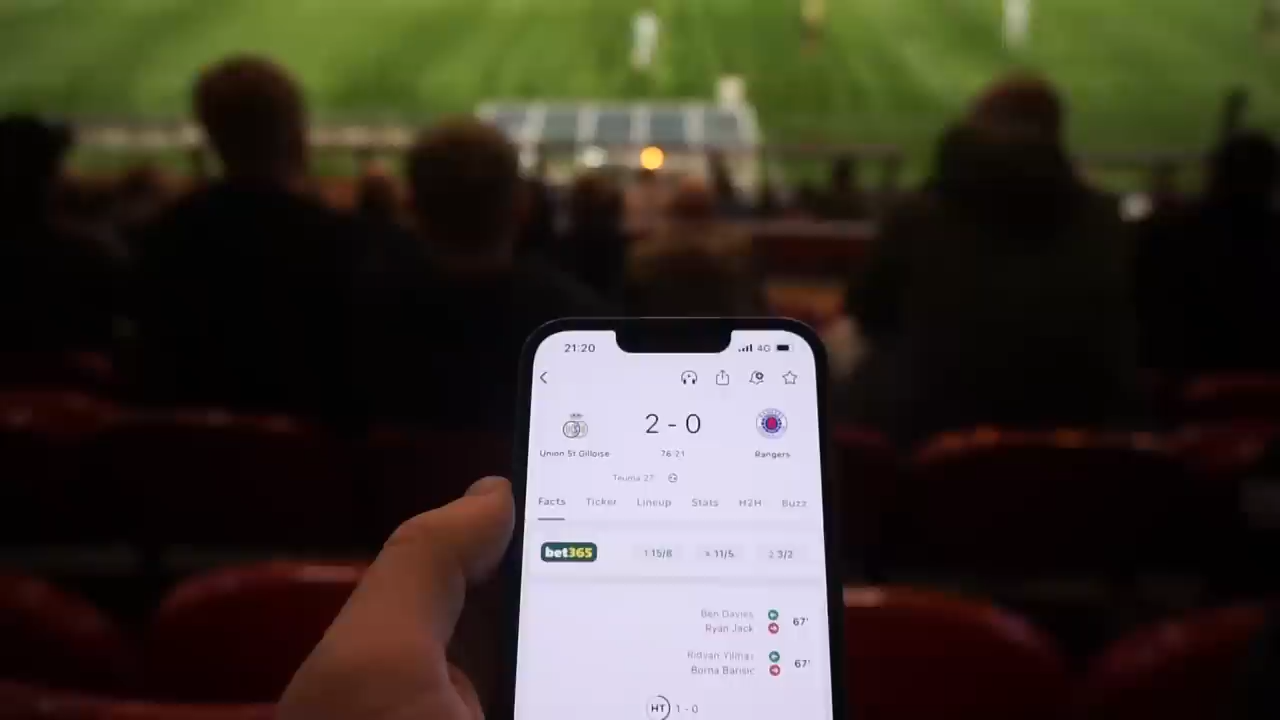 21:20
4G
2 - 0
Union St Gilloise
76:21
Rangers
Teuma 27'
Facts Ticker Lineup Stats H2H Buzz
bet365 1 15/8 x 11/5 2 3/2
Ben Davies
Ryan Jack
67'
Ridvan Yilmaz
Borna Barisic
67'
HT 1 - 0